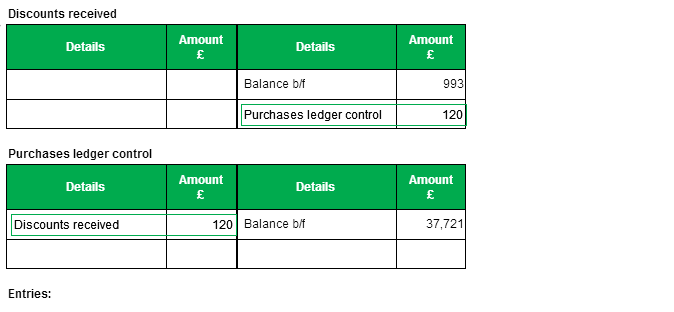 Discounts received
Details Amount £ Details Amount £
Balance b/f 993
Purchases ledger control 120
Purchases ledger control
Details Amount £ Details Amount £
Discounts received 120 Balance b/f 37,721
Entries: